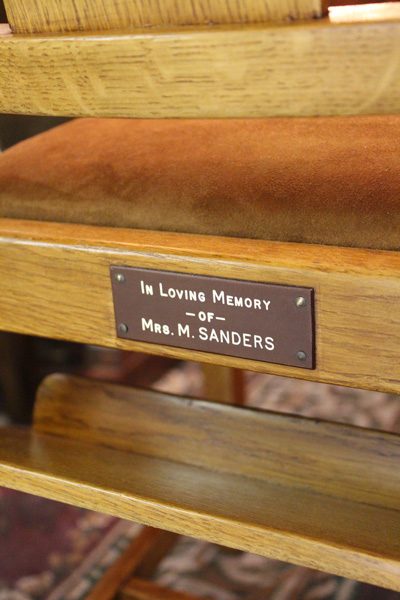 In Loving Memory
-OF-
Mrs. M. SANDERS